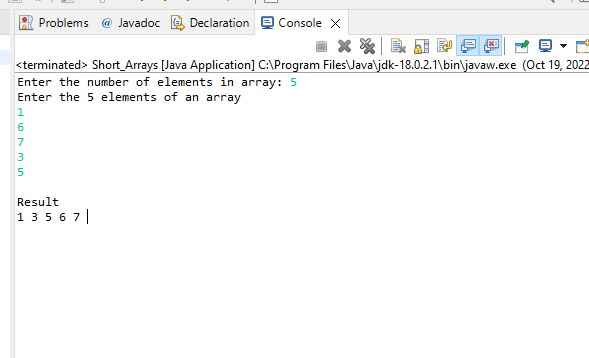 Problems @ Javadoc Declaration Console
<terminated> Short_Arrays [Java Application] C:\Program Files\Java\jdk-18.0.2.1\bin\javaw.exe (Oct 19, 2022
Enter the number of elements in array: 5
Enter the 5 elements of an array
1
6
7
3
5
Result
1 3 5 6 7